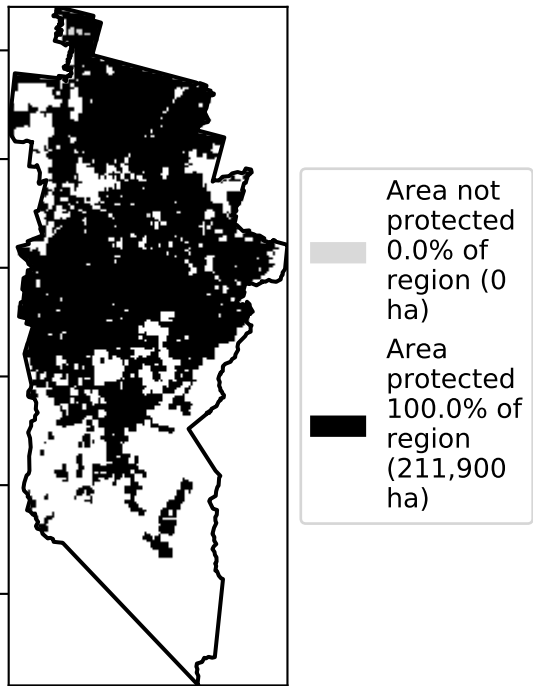 Area not
protected
0.0% of
region (0
ha)
Area
protected
100.0% of
region
(211,900
ha)